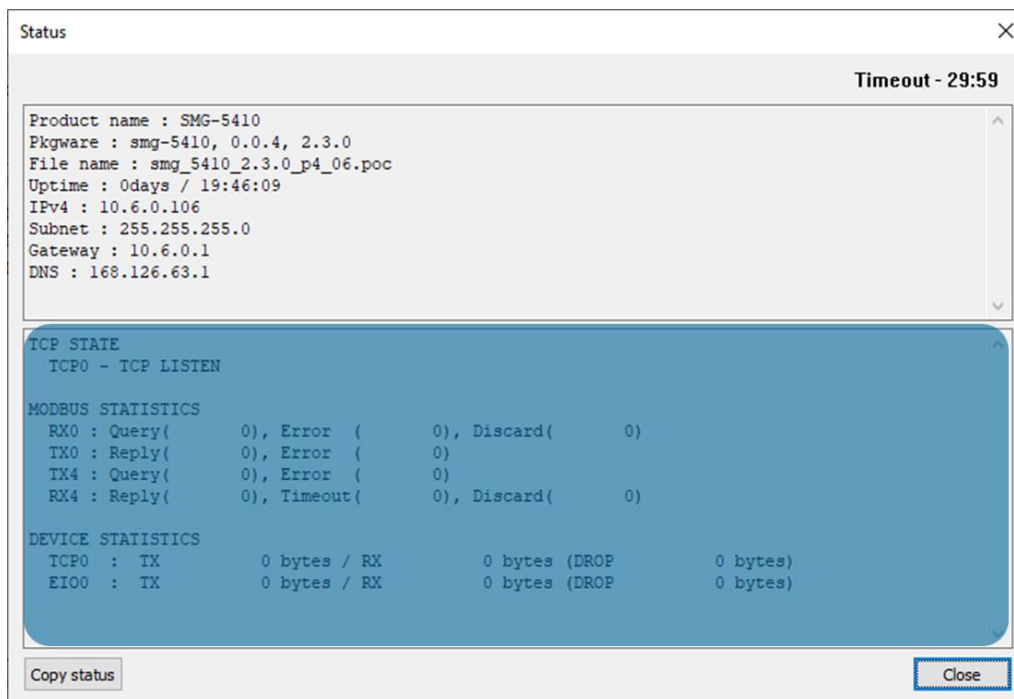 Status
Timeout - 29:59
Product name : SMG-5410
Pkgware : smg-5410, 0.0.4, 2.3.0
File name : smg_5410_2.3.0_p4_06.poc
Uptime : 0days / 19:46:09
IPv4 : 10.6.0.106
Subnet : 255.255.255.0
Gateway : 10.6.0.1
DNS : 168.126.63.1
TCP STATE
TCP0 - TCP LISTEN
MODBUS STATISTICS
RX0 : Query( 0), Error ( 0), Discard( 0)
TX0 : Reply( 0), Error ( 0)
TX4 : Query( 0), Error ( 0)
RX4 : Reply( 0), Timeout( 0), Discard( 0)
DEVICE STATISTICS
TCP0 : TX 0 bytes / RX 0 bytes (DROP 0 bytes)
EIO0 : TX 0 bytes / RX 0 bytes (DROP 0 bytes)
Copy status
Close